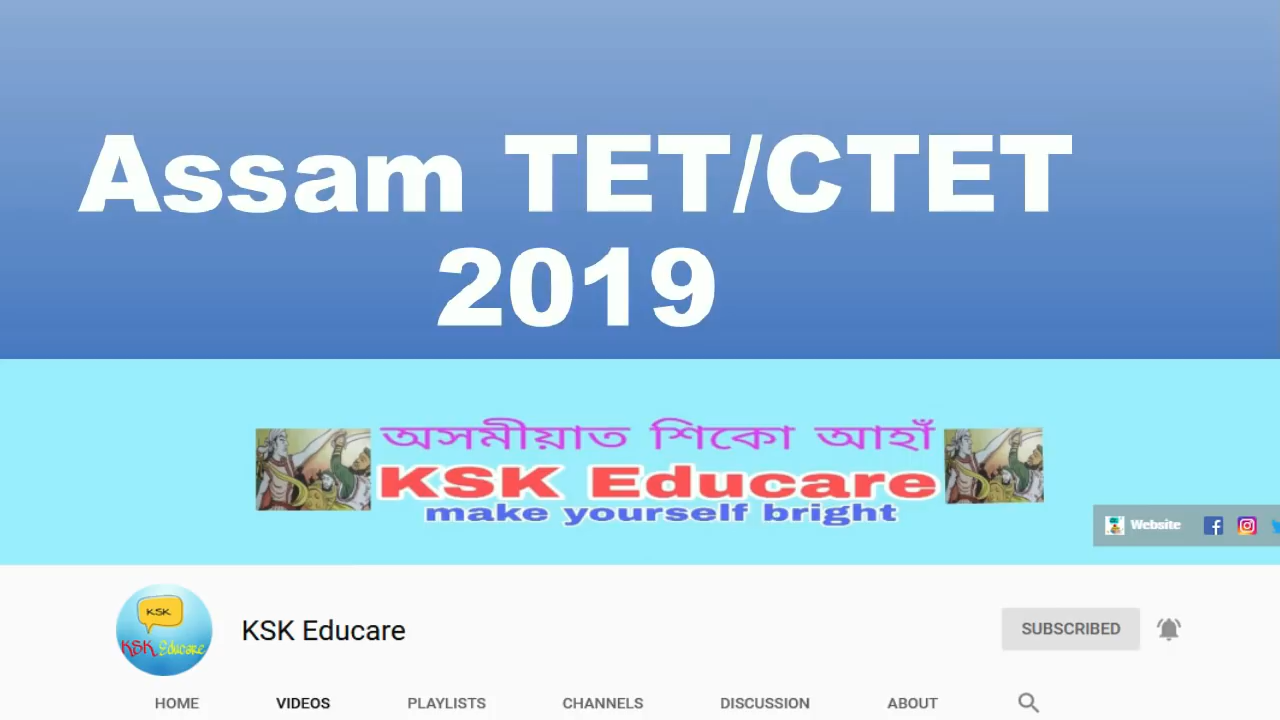 Assam TET/CTET
2019
অসমীয়াত শিকো আহাঁ
KSK Educare
make yourself bright
Website
K.S.K.
KSK Educare
KSK Educare
SUBSCRIBED
HOME VIDEOS PLAYLISTS CHANNELS DISCUSSION ABOUT